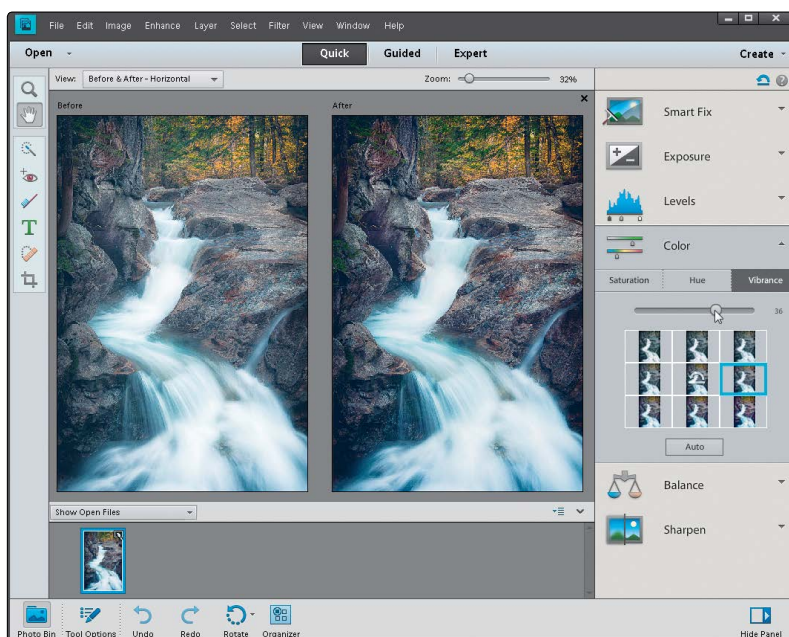 File Edit Image Enhance Layer Select Filter View Window Help
Open Quick Guided Expert Create
View: Before & After - Horizontal Zoom: 32%
Before After
Smart Fix
Exposure
Levels
T
Color
Saturation Hue Vibrance
36
Auto
Balance
Show Open Files
Sharpen
Photo Bin Tool Options Undo Redo Rotate Organizer Hide Panel